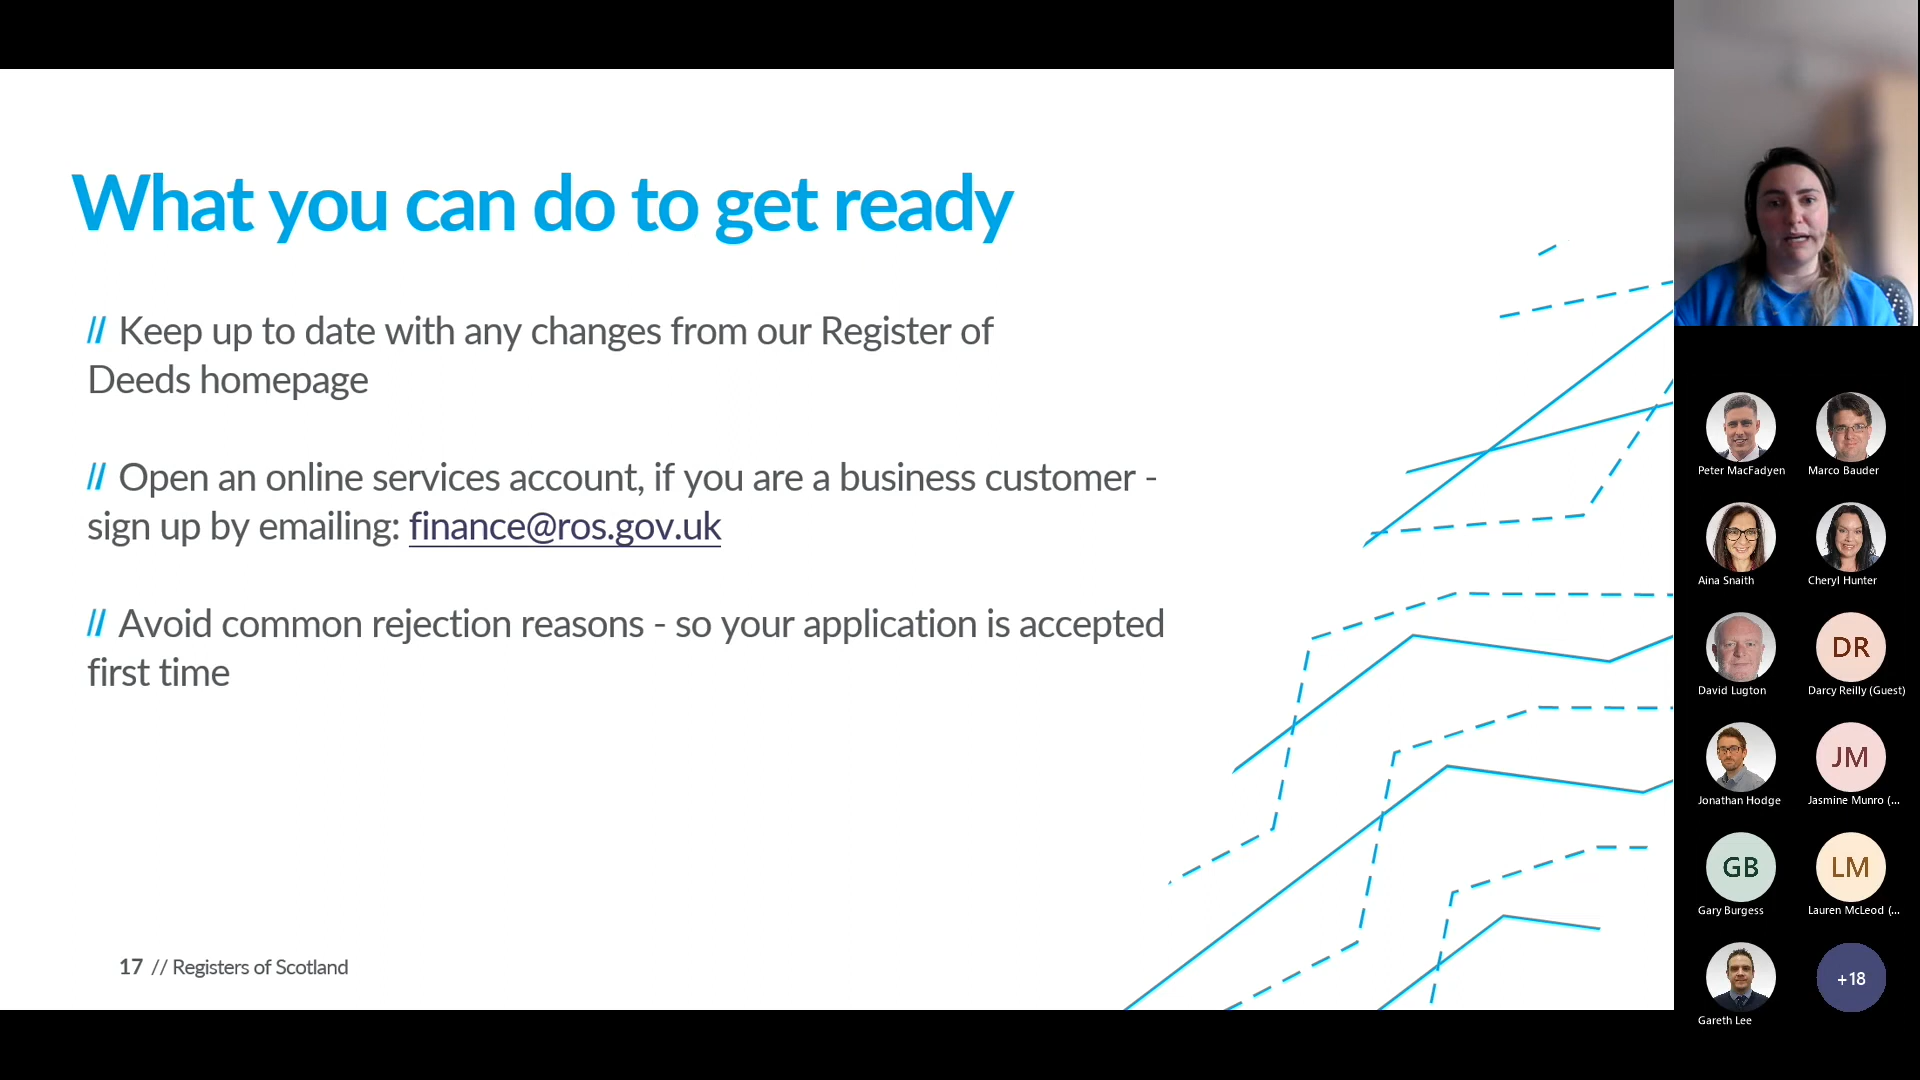 What you can do to get ready
// Keep up to date with any changes from our Register of
Deeds homepage
// Open an online services account, if you are a business customer -
sign up by emailing: finance@ros.gov.uk
// Avoid common rejection reasons - so your application is accepted
first time
17 // Registers of Scotland
Peter MacFadyen
Marco Bauder
Aina Snaith
Cheryl Hunter
DR
David Lugton
Darcy Reilly (Guest)
JM
Jonathan Hodge
Jasmine Munro (...
GB
LM
Gary Burgess
Lauren McLeod (...
+18
Gareth Lee